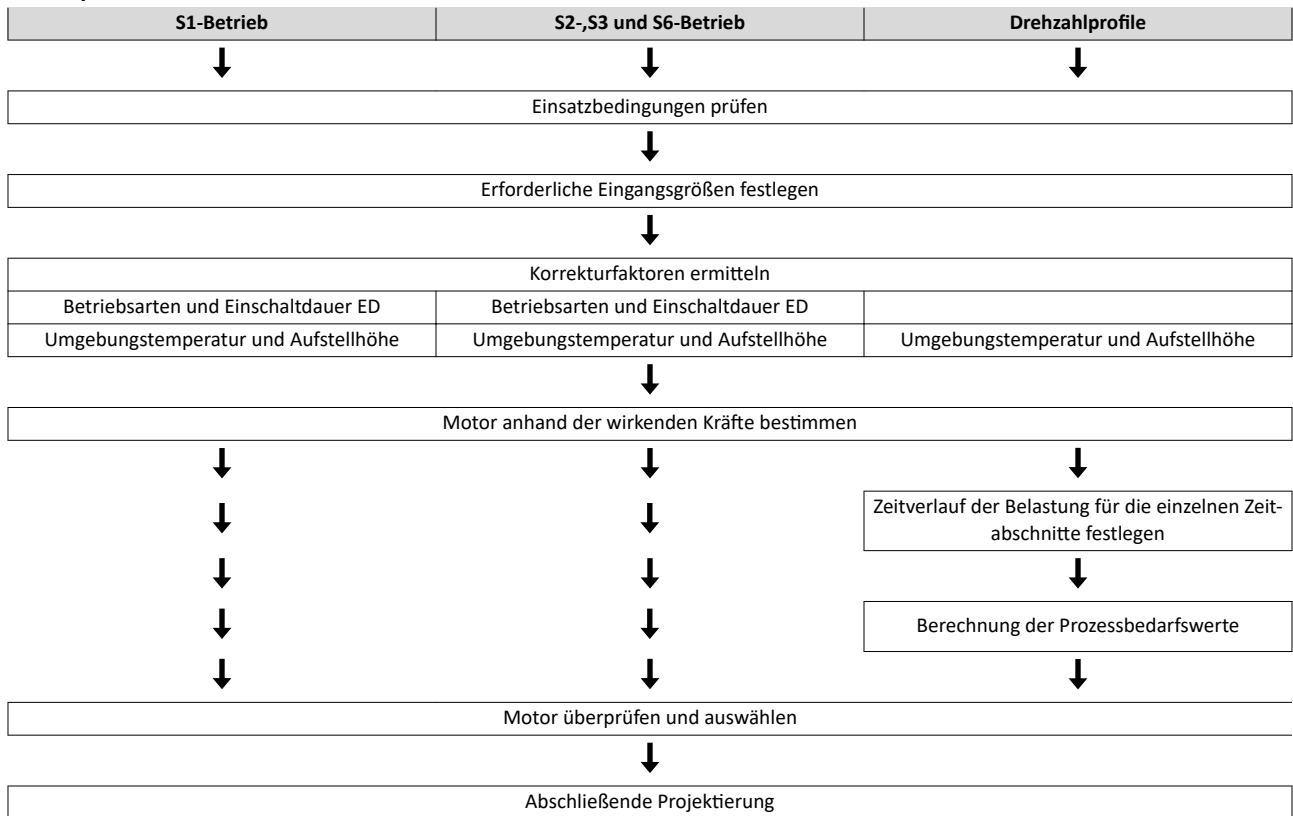 S1-Betrieb
S2-,S3 und S6-Betrieb
Drehzahlprofile
Einsatzbedingungen prüfen
Erforderliche Eingangsgrößen festlegen
Korrekturfaktoren ermitteln
Betriebsarten und Einschaltdauer ED
Betriebsarten und Einschaltdauer ED
Umgebungstemperatur und Aufstellhöhe
Umgebungstemperatur und Aufstellhöhe
Umgebungstemperatur und Aufstellhöhe
Motor anhand der wirkenden Kräfte bestimmen
Zeitverlauf der Belastung für die einzelnen Zeit-
abschnitte festlegen
Berechnung der Prozessbedarfswerte
Motor überprüfen und auswählen
Abschließende Projektierung